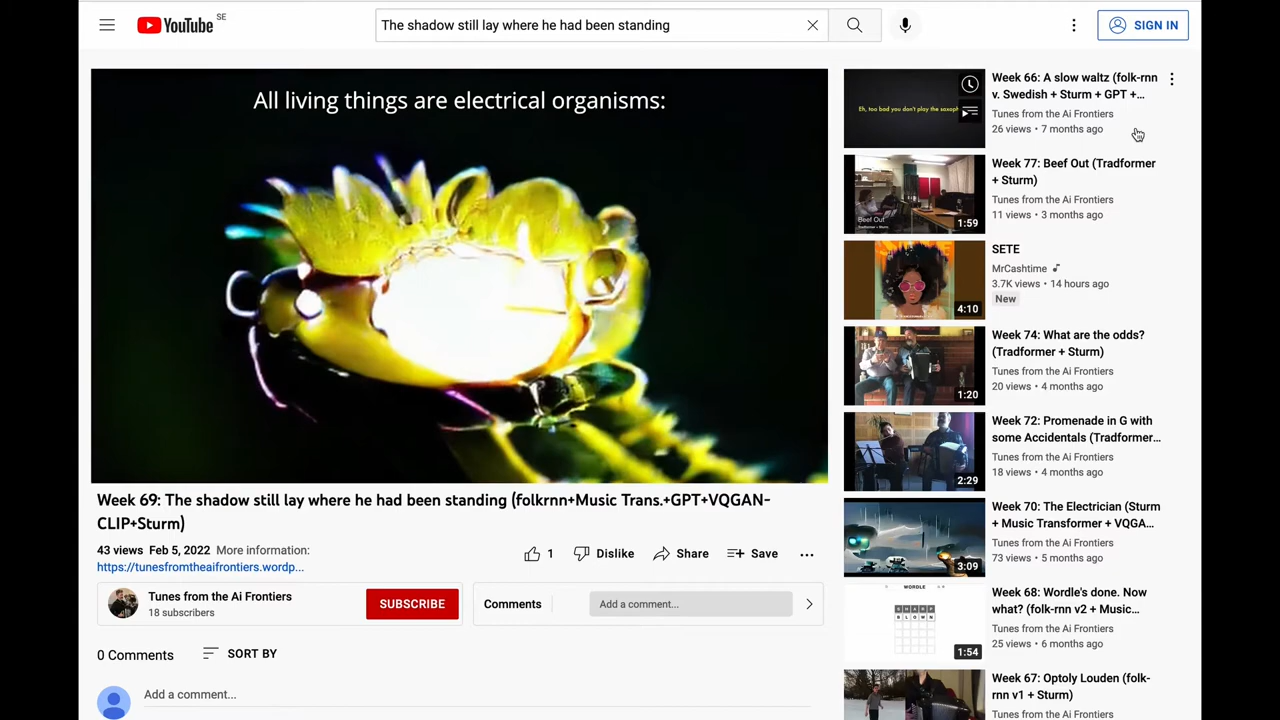 YouTube SE
The shadow still lay where he had been standing
SIGN IN
All living things are electrical organisms:
Week 69: The shadow still lay where he had been standing (folkrnn+Music Trans.+GPT+VQGAN-
CLIP+Sturm)
43 views Feb 5, 2022 More information:
https://tunesfromtheaifrontiers.wordp...
1 Dislike Share Save
Tunes from the Ai Frontiers
18 subscribers
SUBSCRIBE
Comments
Add a comment...
0 Comments SORT BY
Add a comment...
Eh, too bad you don't play the saxoph
Week 66: A slow waltz (folk-rnn
v. Swedish + Sturm + GPT +...
Tunes from the Ai Frontiers
26 views • 7 months ago
Beef Out
Tradformer + Sturm
1:59
Week 77: Beef Out (Tradformer
+ Sturm)
Tunes from the Ai Frontiers
11 views • 3 months ago
4:10
SETE
MrCashtime
3.7K views • 14 hours ago
New
1:20
Week 74: What are the odds?
(Tradformer + Sturm)
Tunes from the Ai Frontiers
20 views • 4 months ago
2:29
Week 72: Promenade in G with
some Accidentals (Tradformer...
Tunes from the Ai Frontiers
18 views • 4 months ago
3:09
Week 70: The Electrician (Sturm
+ Music Transformer + VQGA...
Tunes from the Ai Frontiers
73 views • 5 months ago
WORDLE
SHARP
BLOWN
1:54
Week 68: Wordle's done. Now
what? (folk-rnn v2 + Music...
Tunes from the Ai Frontiers
25 views • 6 months ago
Week 67: Optoly Louden (folk-
rnn v1 + Sturm)
Tunes from the Ai Frontiers